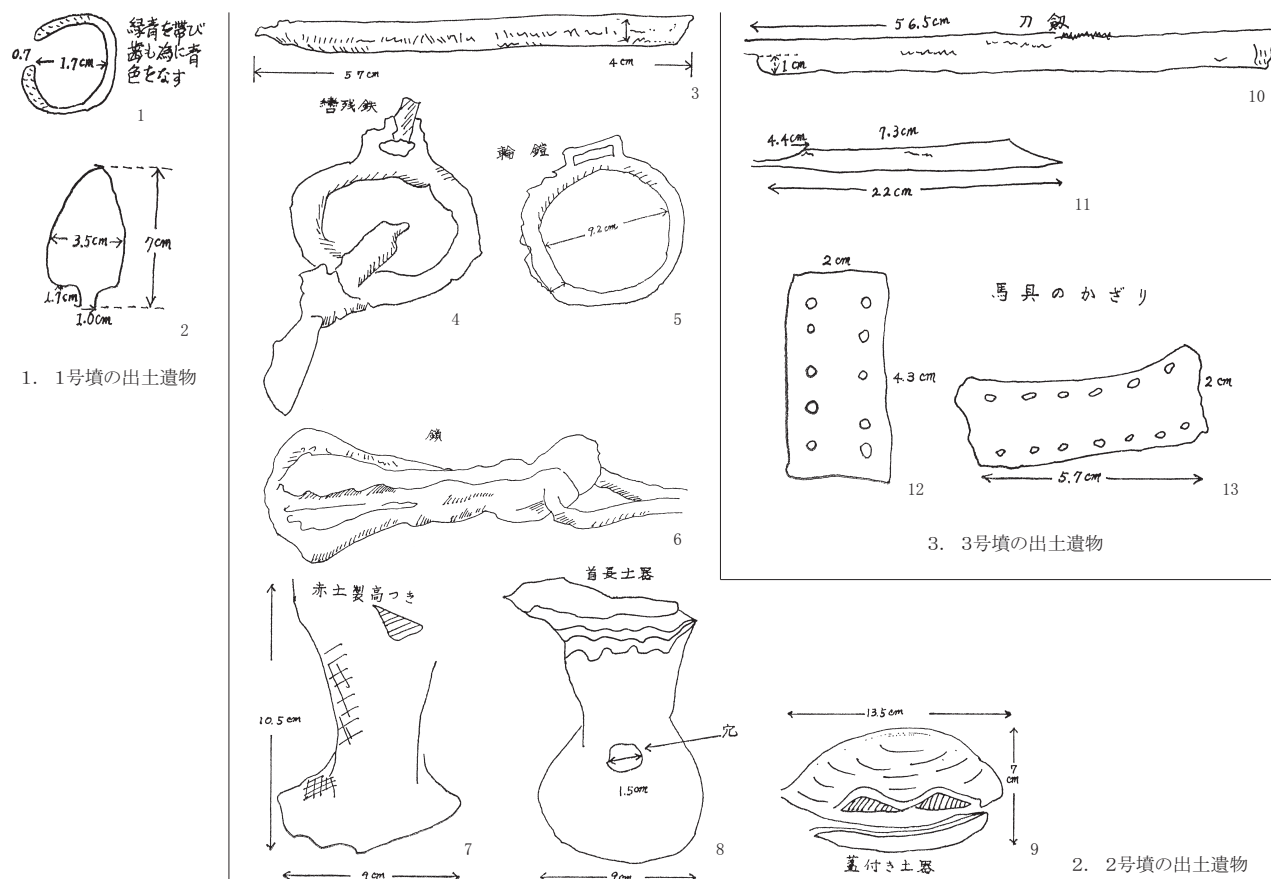 緑青を帯び
歯も為に青
色をなす
0.7
1.7cm
1
3.5cm
7cm
1.7cm
1.0cm
2
1. 1号墳の出土遺物
57cm
4cm
3
轡残鉄
4
輪鐙
9.2cm
5
鎖
6
赤土製高つき
10.5cm
9cm
7
首長土器
穴
1.5cm
9cm
8
13.5cm
7cm
蓋付き土器
9
2. 2号墳の出土遺物
56.5cm
刀劔
1cm
10
4.4cm
7.3cm
22cm
11
2cm
4.3cm
12
馬具のかざり
2cm
5.7cm
13
3. 3号墳の出土遺物